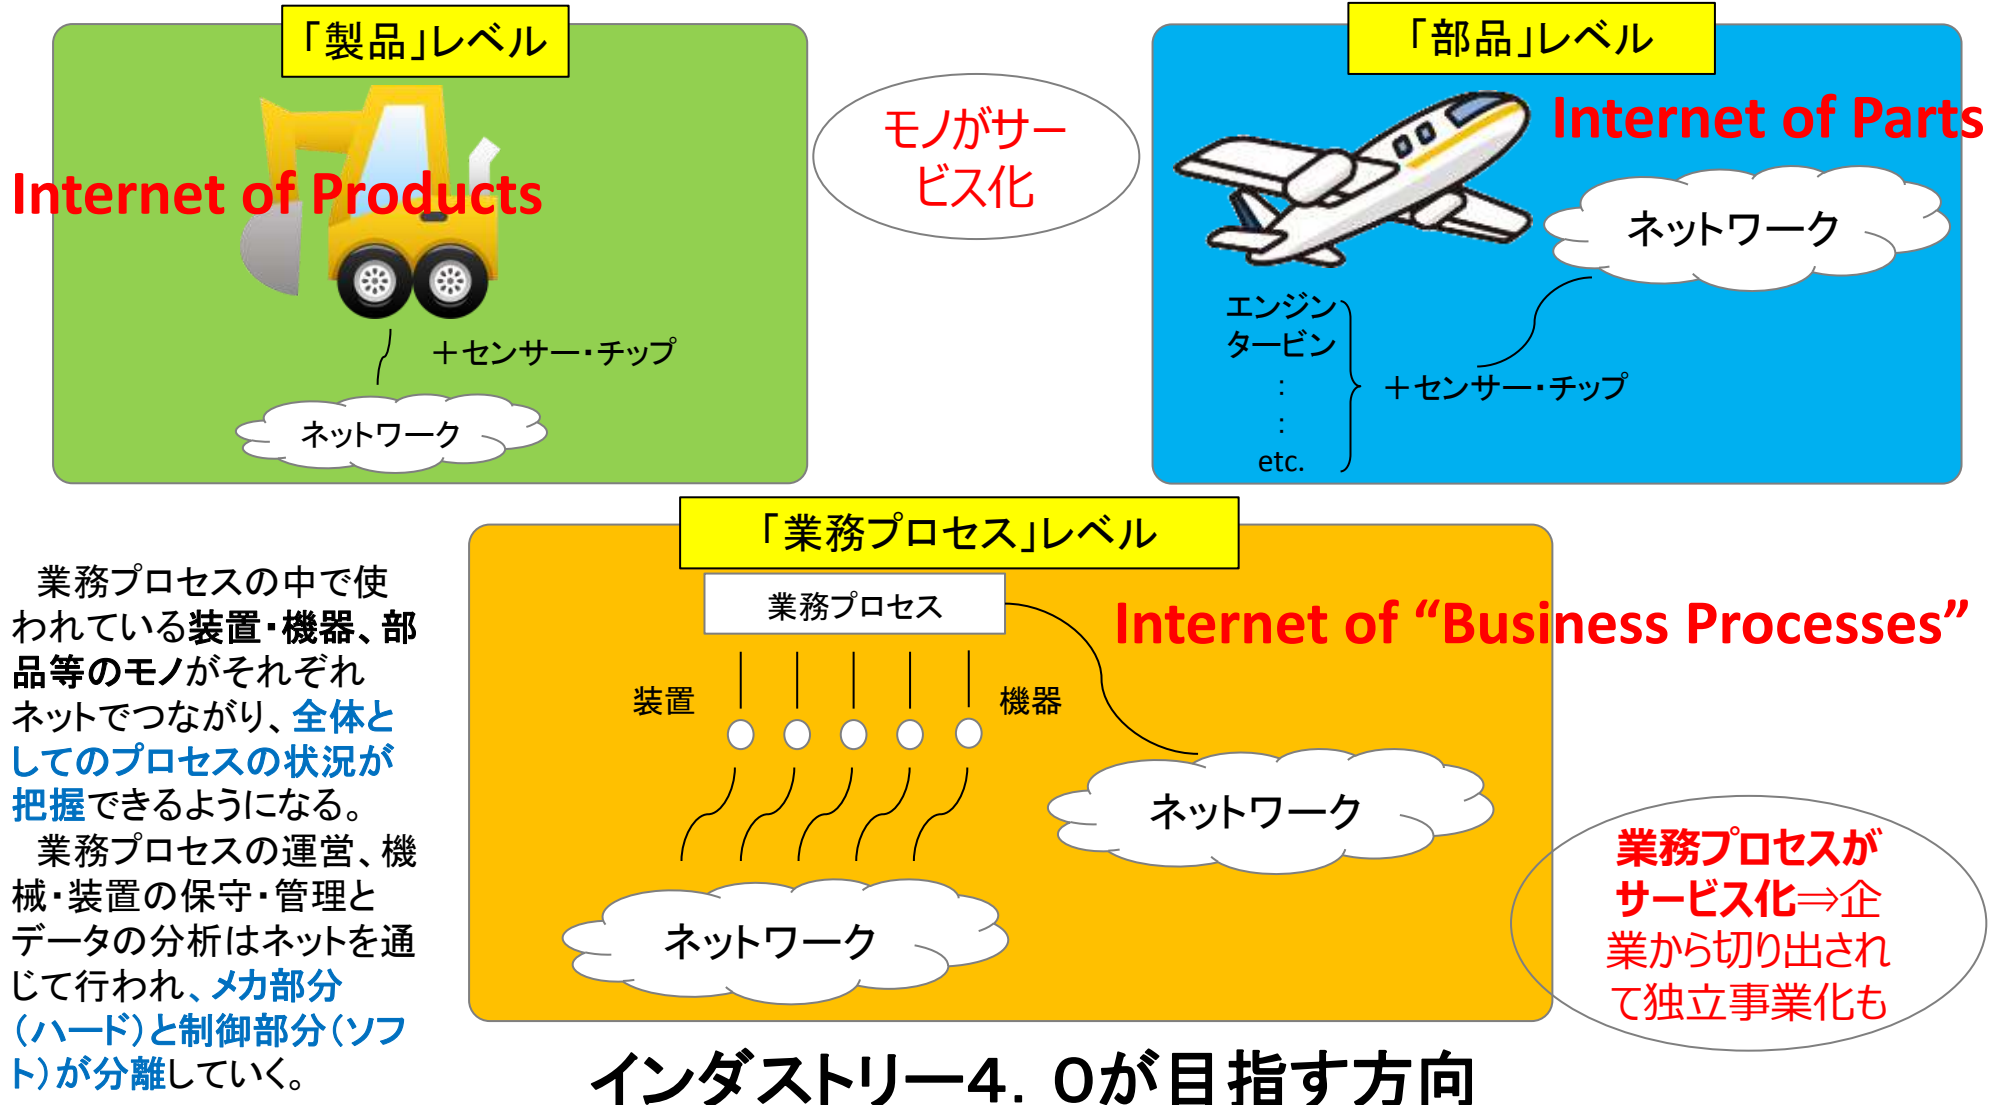 「製品」レベル
Internet of Products
＋センサー・チップ
ネットワーク
モノがサー
ビス化
「部品」レベル
Internet of Parts
ネットワーク
エンジン
タービン
：
：
etc.
＋センサー・チップ
「業務プロセス」レベル
業務プロセス
Internet of “Business Processes”
装置
機器
ネットワーク
ネットワーク
業務プロセスの中で使
われている装置・機器、部
品等のモノがそれぞれ
ネットでつながり、全体と
してのプロセスの状況が
把握できるようになる。
業務プロセスの運営、機
械・装置の保守・管理と
データの分析はネットを通
じて行われ、メカ部分
（ハード）と制御部分（ソフ
ト）が分離していく。
業務プロセスが
サービス化⇒企
業から切り出され
て独立事業化も
インダストリー４．０が目指す方向